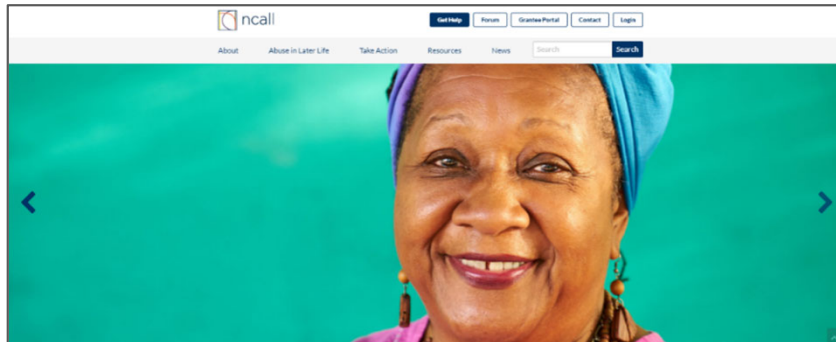 ncall
Get Help Forum Grantee Portal Contact Login
About Abuse in Later Life Take Action Resources News Search Search